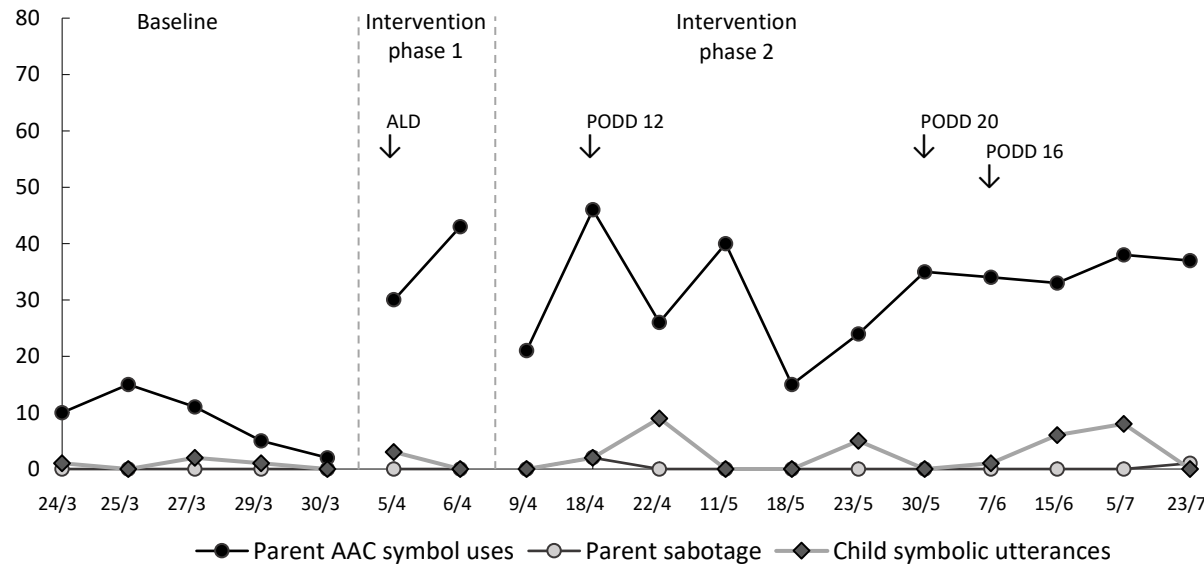 80
70
60
50
40
30
20
10
0
Baseline
Intervention
phase 1
Intervention
phase 2
ALD
PODD 12
PODD 20
PODD 16
24/3 25/3 27/3 29/3 30/3 5/4 6/4 9/4 18/4 22/4 11/5 18/5 23/5 30/5 7/6 15/6 5/7 23/7
Parent AAC symbol uses Parent sabotage Child symbolic utterances